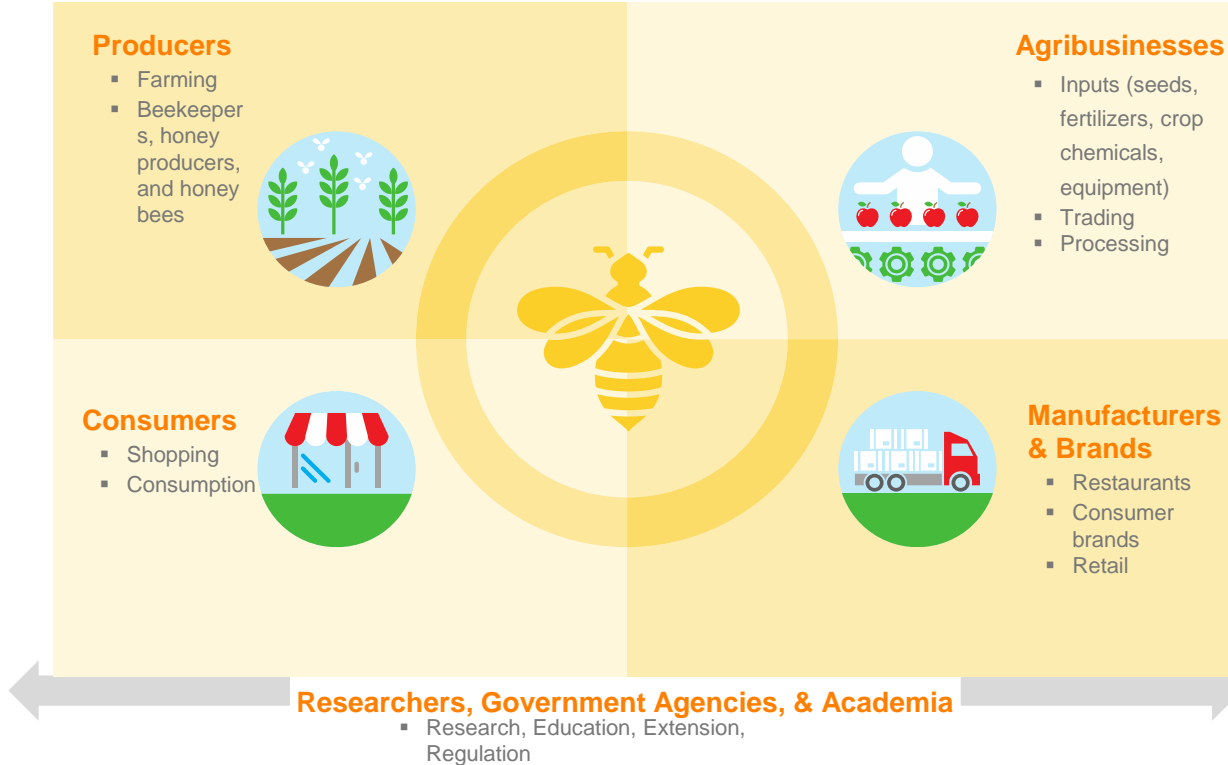 Producers
▪ Farming
▪ Beekeeper
s, honey
producers,
and honey
bees
Agribusinesses
▪ Inputs (seeds,
fertilizers, crop
chemicals,
equipment)
▪ Trading
▪ Processing
Consumers
▪ Shopping
▪ Consumption
Manufacturers
& Brands
▪ Restaurants
▪ Consumer
brands
▪ Retail
Researchers, Government Agencies, & Academia
▪ Research, Education, Extension,
Regulation